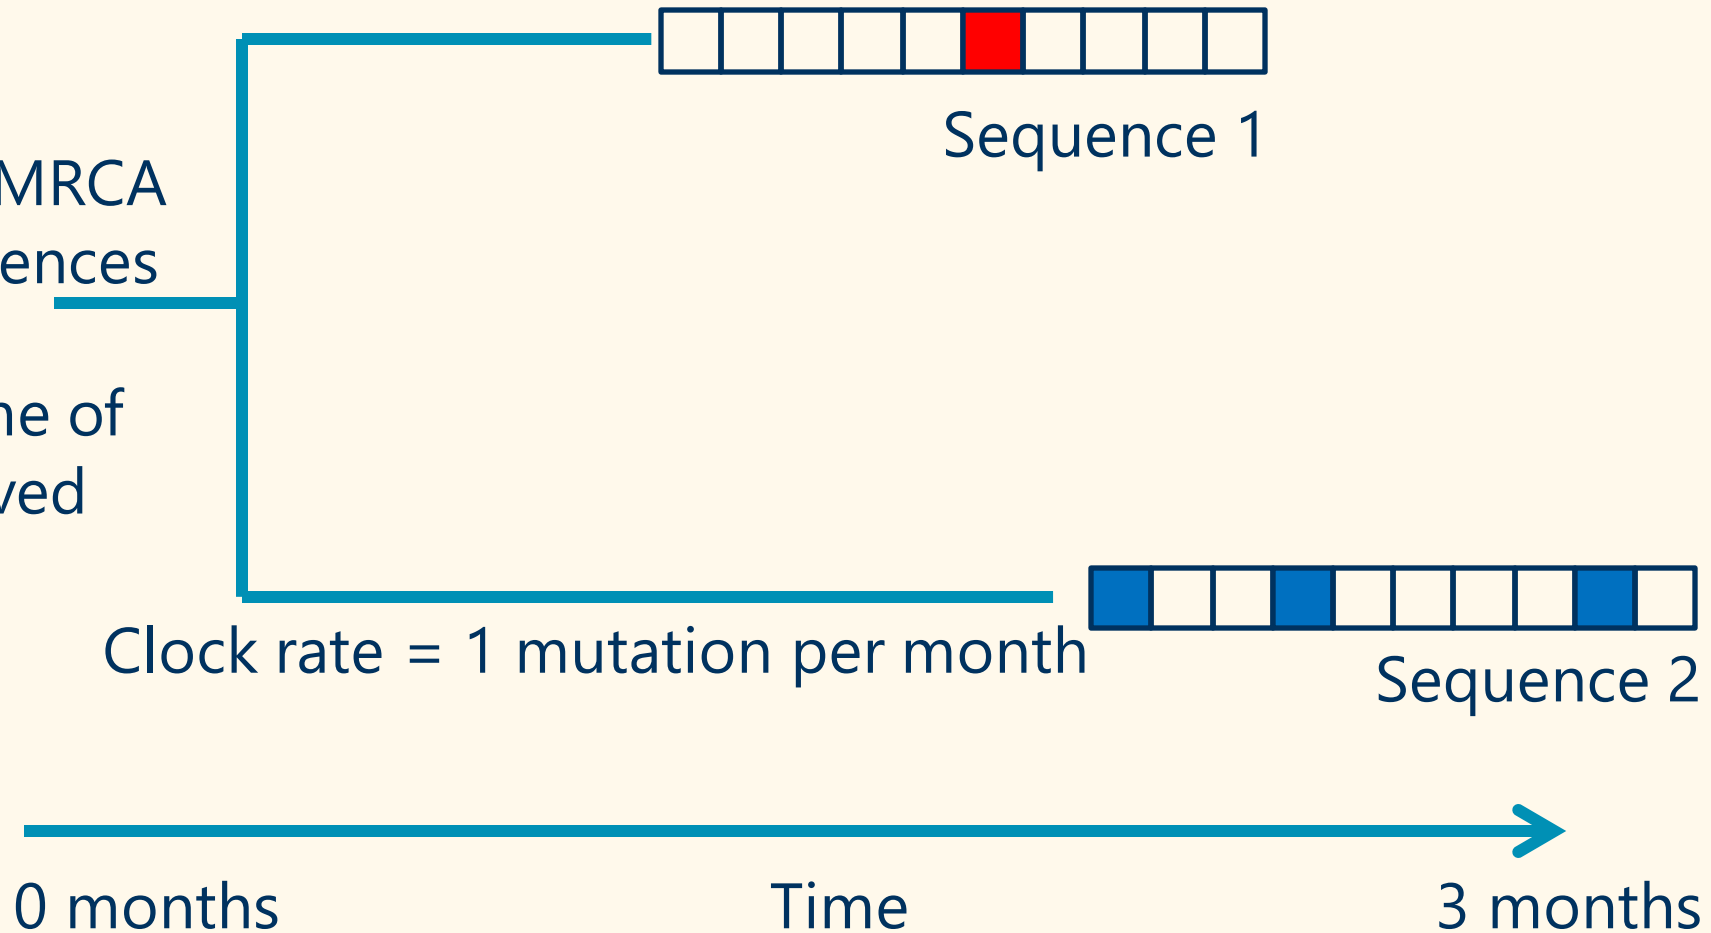 Sequence 1
MRCA
ences
ne of
ved
Clock rate = 1 mutation per month
Sequence 2
0 months
Time
3 months